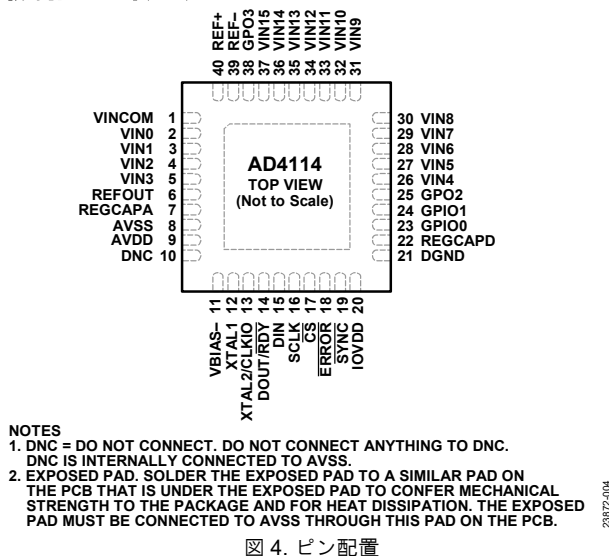 40 REF+
39 REF–
38 GPO3
37 VIN15
36 VIN14
35 VIN13
34 VIN12
33 VIN11
32 VIN10
31 VIN9
VINCOM 1
VIN0 2
VIN1 3
VIN2 4
VIN3 5
REFOUT 6
REGCAPA 7
AVSS 8
AVDD 9
DNC 10
AD4114
TOP VIEW
(Not to Scale)
30 VIN8
29 VIN7
28 VIN6
27 VIN5
26 VIN4
25 GPO2
24 GPIO1
23 GPIO0
22 REGCAPD
21 DGND
VBIAS– 11
XTAL1 12
XTAL2/CLKIO 13
DOUT/RDY 14
DIN 15
SCLK 16
CS 17
ERROR 18
SYNC 19
IOVDD 20
NOTES
1. DNC = DO NOT CONNECT. DO NOT CONNECT ANYTHING TO DNC.
DNC IS INTERNALLY CONNECTED TO AVSS.
2. EXPOSED PAD. SOLDER THE EXPOSED PAD TO A SIMILAR PAD ON
THE PCB THAT IS UNDER THE EXPOSED PAD TO CONFER MECHANICAL
STRENGTH TO THE PACKAGE AND FOR HEAT DISSIPATION. THE EXPOSED
PAD MUST BE CONNECTED TO AVSS THROUGH THIS PAD ON THE PCB.
23872-004
図 4. ピン配置